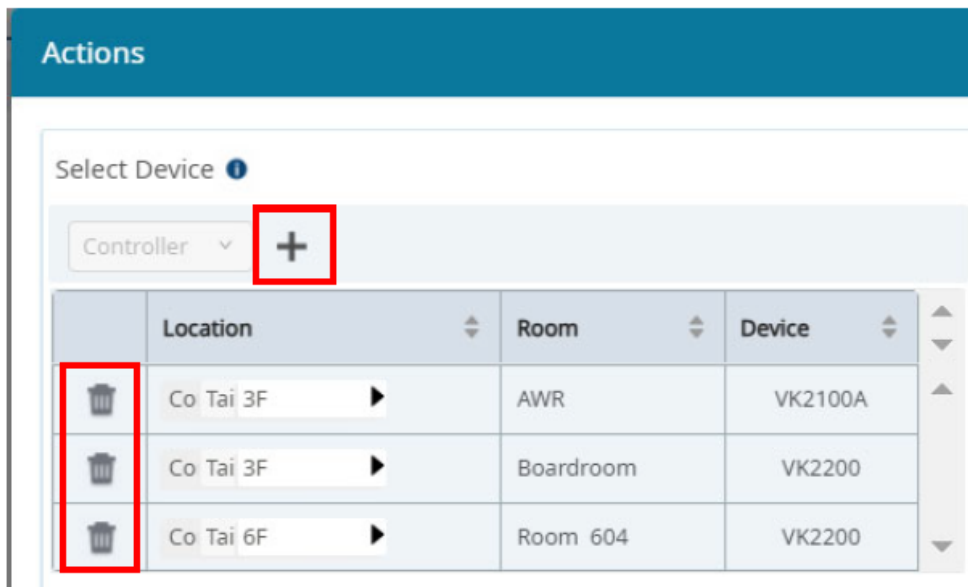 Actions
Select Device
Controller
Location Room Device
Co Tai 3F AWR VK2100A
Co Tai 3F Boardroom VK2200
Co Tai 6F Room 604 VK2200